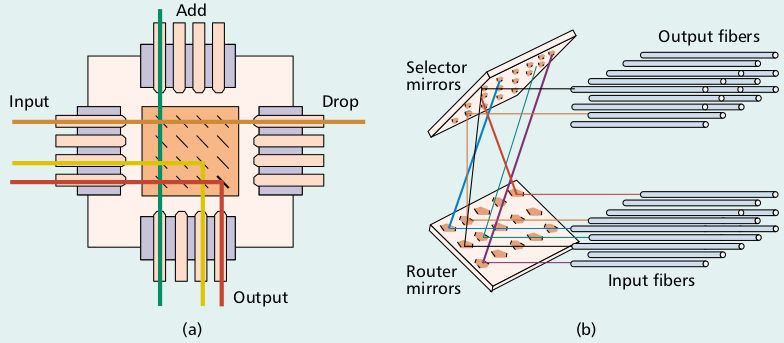 Add
Input
Drop
Output
(a)
Output fibers
Selector
mirrors
Router
mirrors
Input fibers
(b)